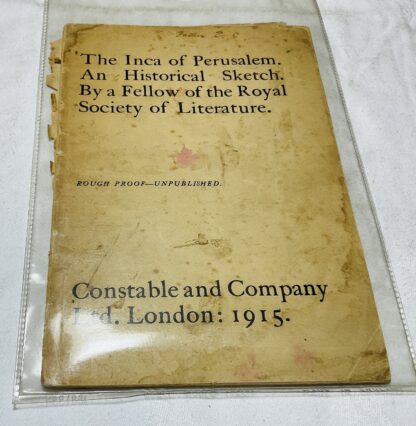 The Inca of Perusalem.
An Historical Sketch.
By a Fellow of the Royal
Society of Literature.
ROUGH PROOF—UNPUBLISHED.
Constable and Company
Ltd. London: 1915.